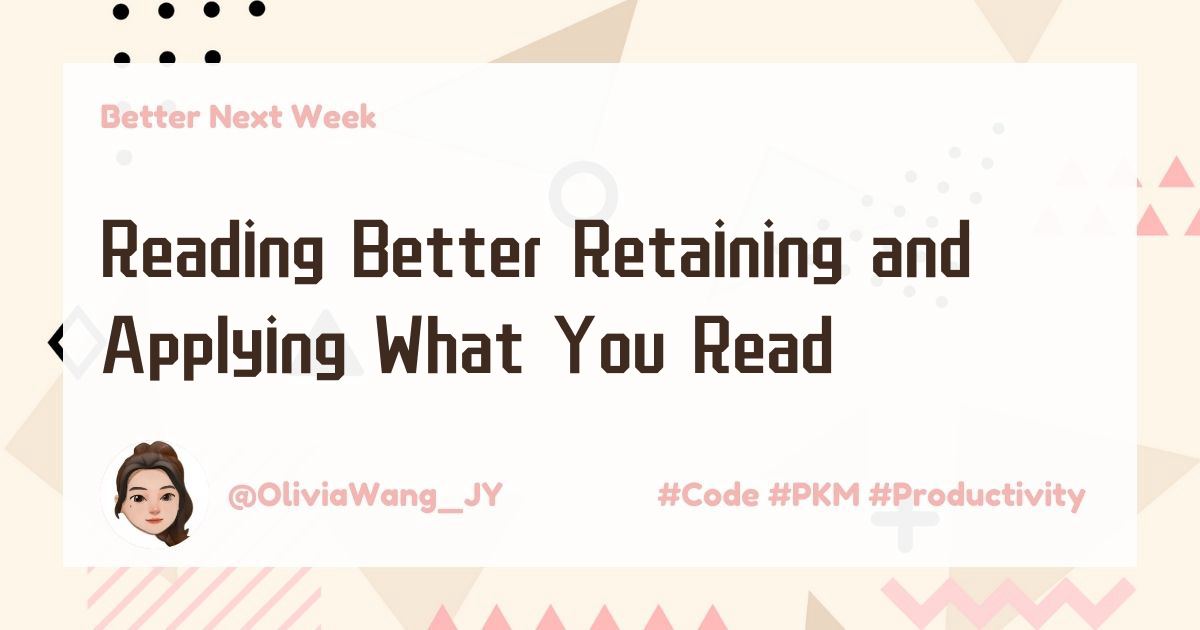 Better Next Week
Reading Better Retaining and
Applying What You Read
@OliviaWang_JY
#Code #PKM #Productivity